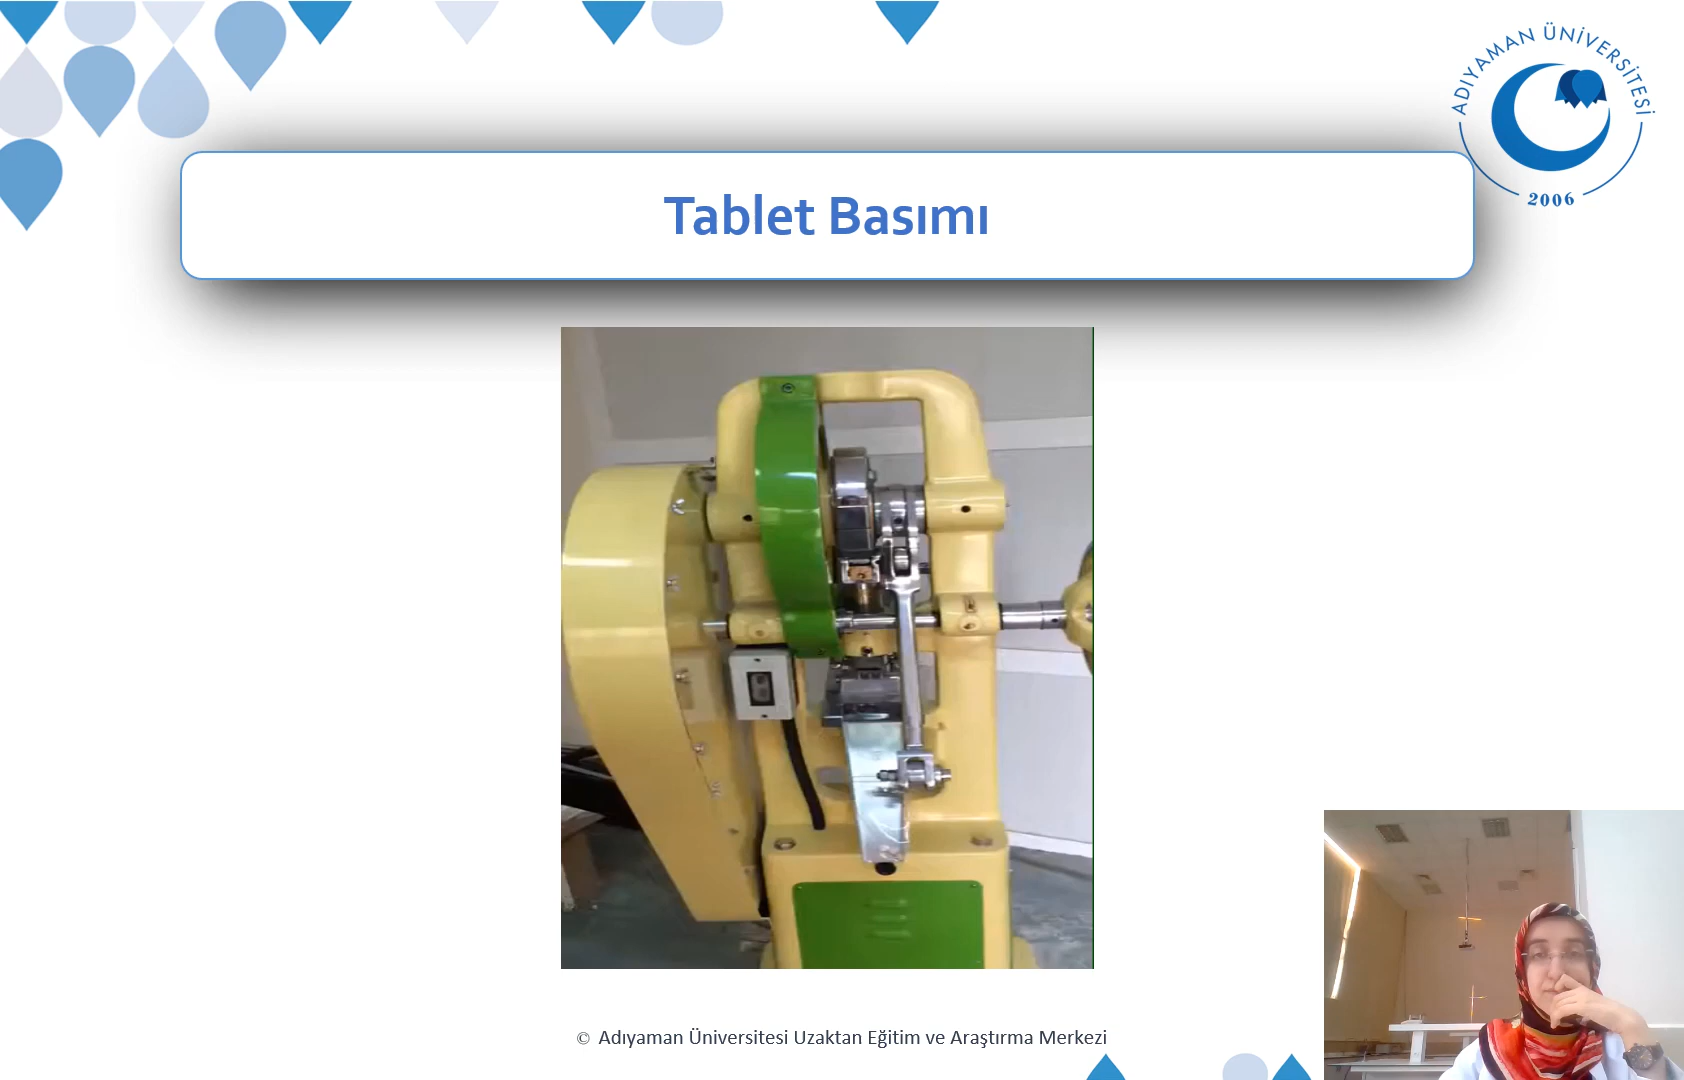 ADIYAMAN ÜNİVERSİTESİ
2006
Tablet Basımı
© Adıyaman Üniversitesi Uzaktan Eğitim ve Araştırma Merkezi